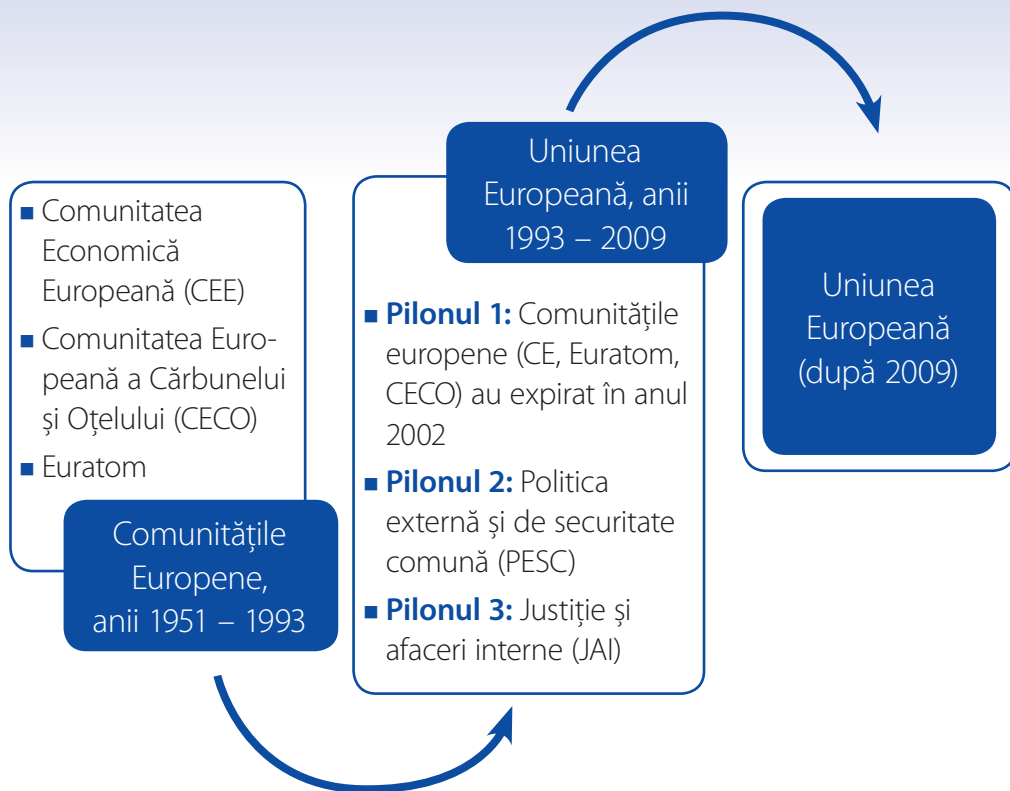 ■ Comunitatea
Economică
Europeană (CEE)
■ Comunitatea Euro-
peană a Cărbunelui
și Oțelului (CECO)
■ Euratom
Comunitățile
Europene,
anii 1951 – 1993
Uniunea
Europeană, anii
1993 – 2009
■ Pilonul 1: Comunitățile
europene (CE, Euratom,
CECO) au expirat în anul
2002
■ Pilonul 2: Politica
externă și de securitate
comună (PESC)
■ Pilonul 3: Justiție și
afaceri interne (JAI)
Uniunea
Europeană
(după 2009)